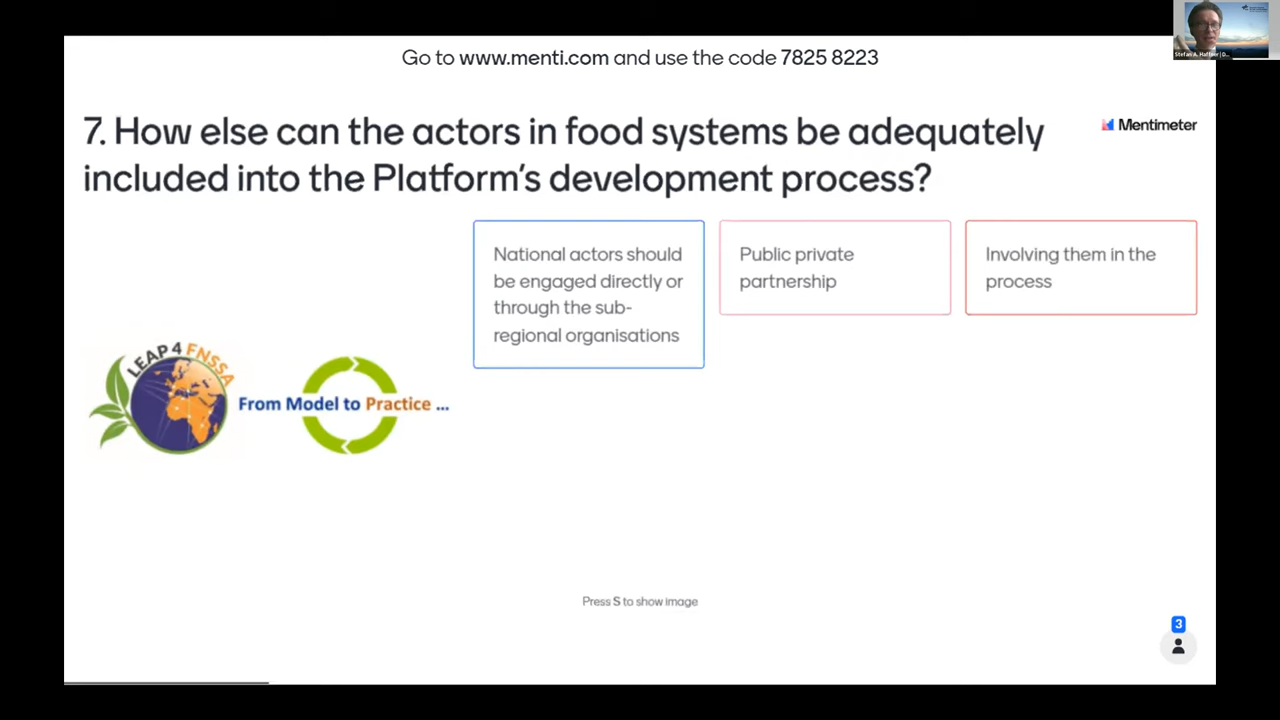 Go to www.menti.com and use the code 7825 8223
7. How else can the actors in food systems be adequately
included into the Platform's development process?
Mentimeter
National actors should
be engaged directly or
through the sub-
regional organisations
Public private
partnership
Involving them in the
process
LEAP 4 FNSSA
From Model to Practice ...
Press S to show image
3